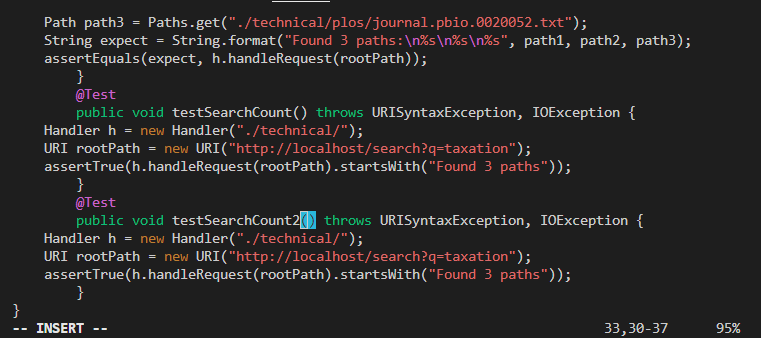 Path path3 = Paths.get("./technical/plos/journal.pbio.0020052.txt");
String expect = String.format("Found 3 paths:\n%s\n%s\n%s", path1, path2, path3);
assertEquals(expect, h.handleRequest(rootPath));
}
@Test
public void testSearchCount() throws URISyntaxException, IOException {
Handler h = new Handler("./technical/");
URI rootPath = new URI("http://localhost/search?q=taxation");
assertTrue(h.handleRequest(rootPath).startsWith("Found 3 paths"));
}
@Test
public void testSearchCount2() throws URISyntaxException, IOException {
Handler h = new Handler("./technical/");
URI rootPath = new URI("http://localhost/search?q=taxation");
assertTrue(h.handleRequest(rootPath).startsWith("Found 3 paths"));
}
}
-- INSERT -- 33,30-37 95%